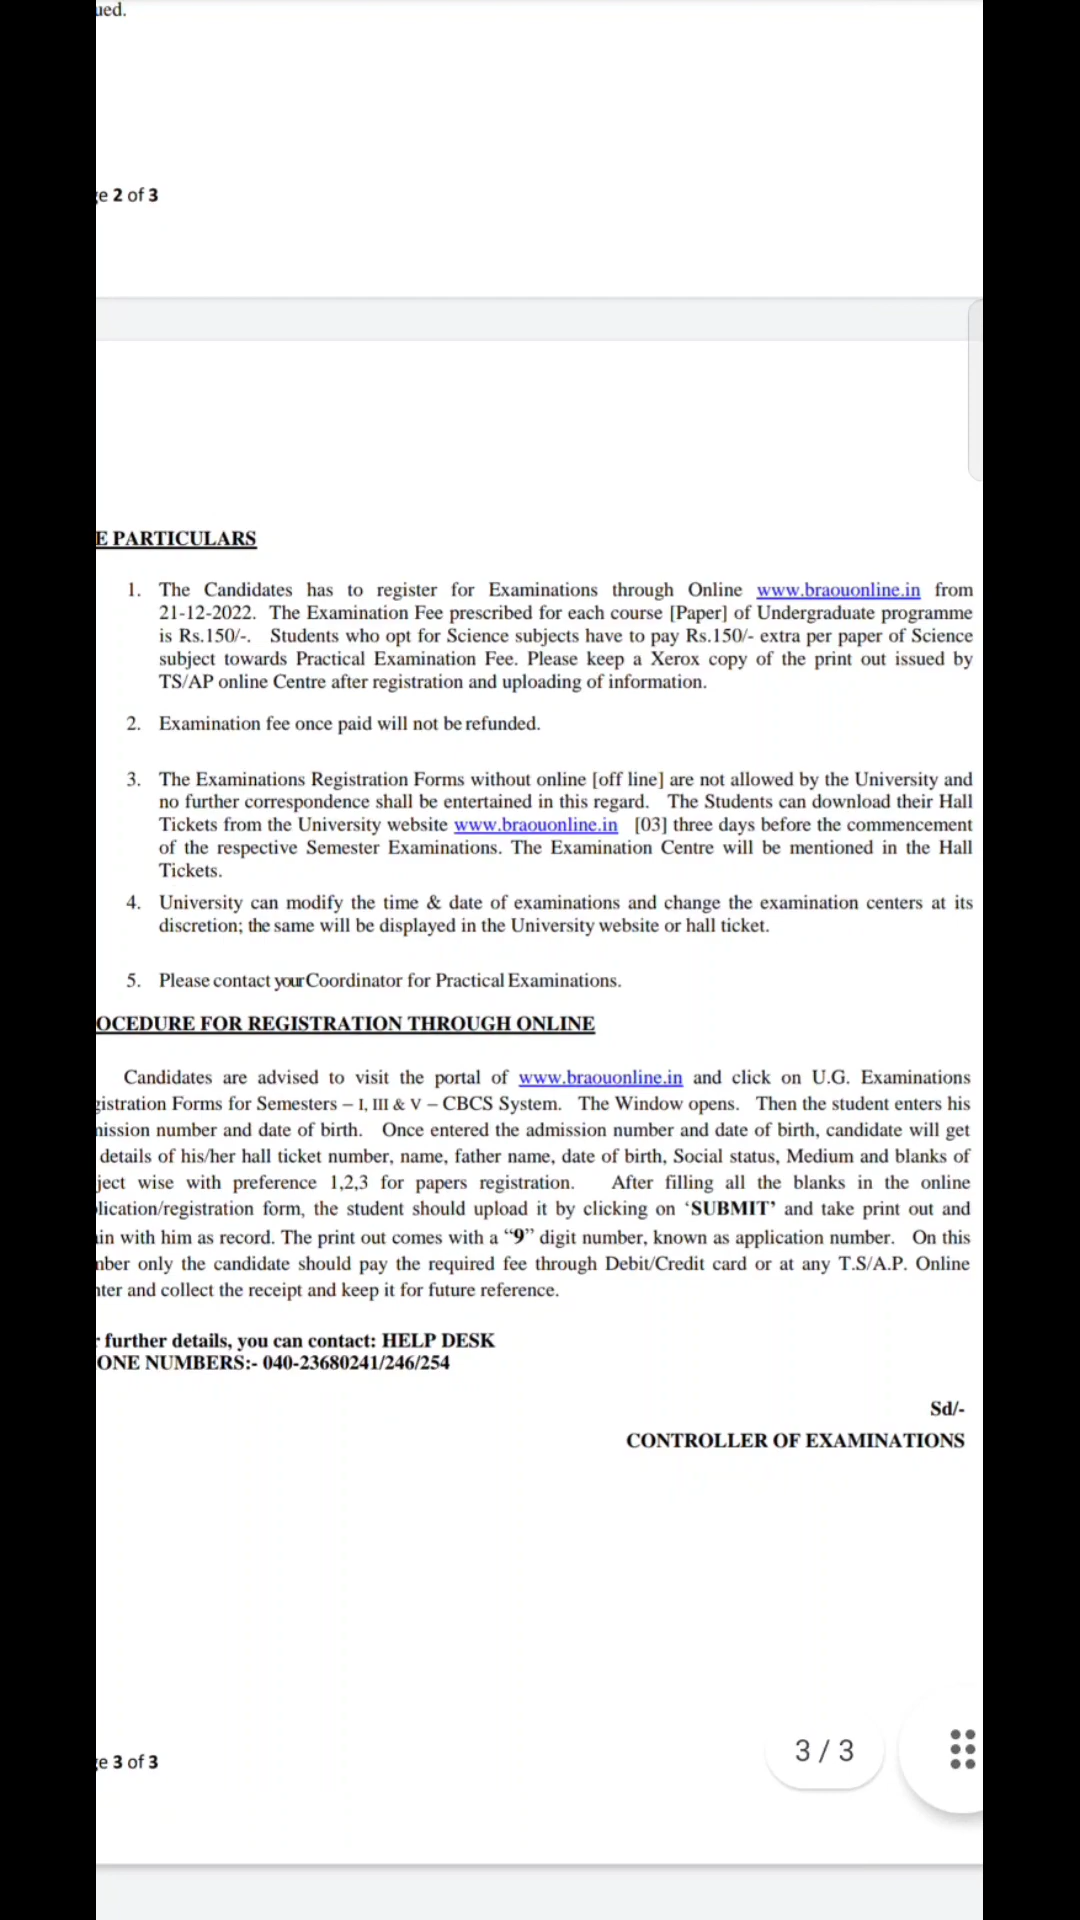 ued.
e 2 of 3
E PARTICULARS
1. The Candidates has to register for Examinations through Online www.braouonline.in from
21-12-2022. The Examination Fee prescribed for each course [Paper] of Undergraduate programme
is Rs.150/-. Students who opt for Science subjects have to pay Rs.150/- extra per paper of Science
subject towards Practical Examination Fee. Please keep a Xerox copy of the print out issued by
TS/AP online Centre after registration and uploading of information.
2. Examination fee once paid will not be refunded.
3. The Examinations Registration Forms without online [off line] are not allowed by the University and
no further correspondence shall be entertained in this regard. The Students can download their Hall
Tickets from the University website www.braouonline.in [03] three days before the commencement
of the respective Semester Examinations. The Examination Centre will be mentioned in the Hall
Tickets.
4. University can modify the time & date of examinations and change the examination centers at its
discretion; the same will be displayed in the University website or hall ticket.
5. Please contact your Coordinator for Practical Examinations.
OCEDURE FOR REGISTRATION THROUGH ONLINE
Candidates are advised to visit the portal of www.braouonline.in and click on U.G. Examinations
gistration Forms for Semesters – I, III & V – CBCS System. The Window opens. Then the student enters his
nission number and date of birth. Once entered the admission number and date of birth, candidate will get
details of his/her hall ticket number, name, father name, date of birth, Social status, Medium and blanks of
ject wise with preference 1,2,3 for papers registration. After filling all the blanks in the online
lication/registration form, the student should upload it by clicking on ‘SUBMIT’ and take print out and
in with him as record. The print out comes with a “9” digit number, known as application number. On this
nber only the candidate should pay the required fee through Debit/Credit card or at any T.S/A.P. Online
nter and collect the receipt and keep it for future reference.
r further details, you can contact: HELP DESK
ONE NUMBERS:- 040-23680241/246/254
Sd/-
CONTROLLER OF EXAMINATIONS
3 / 3
e 3 of 3